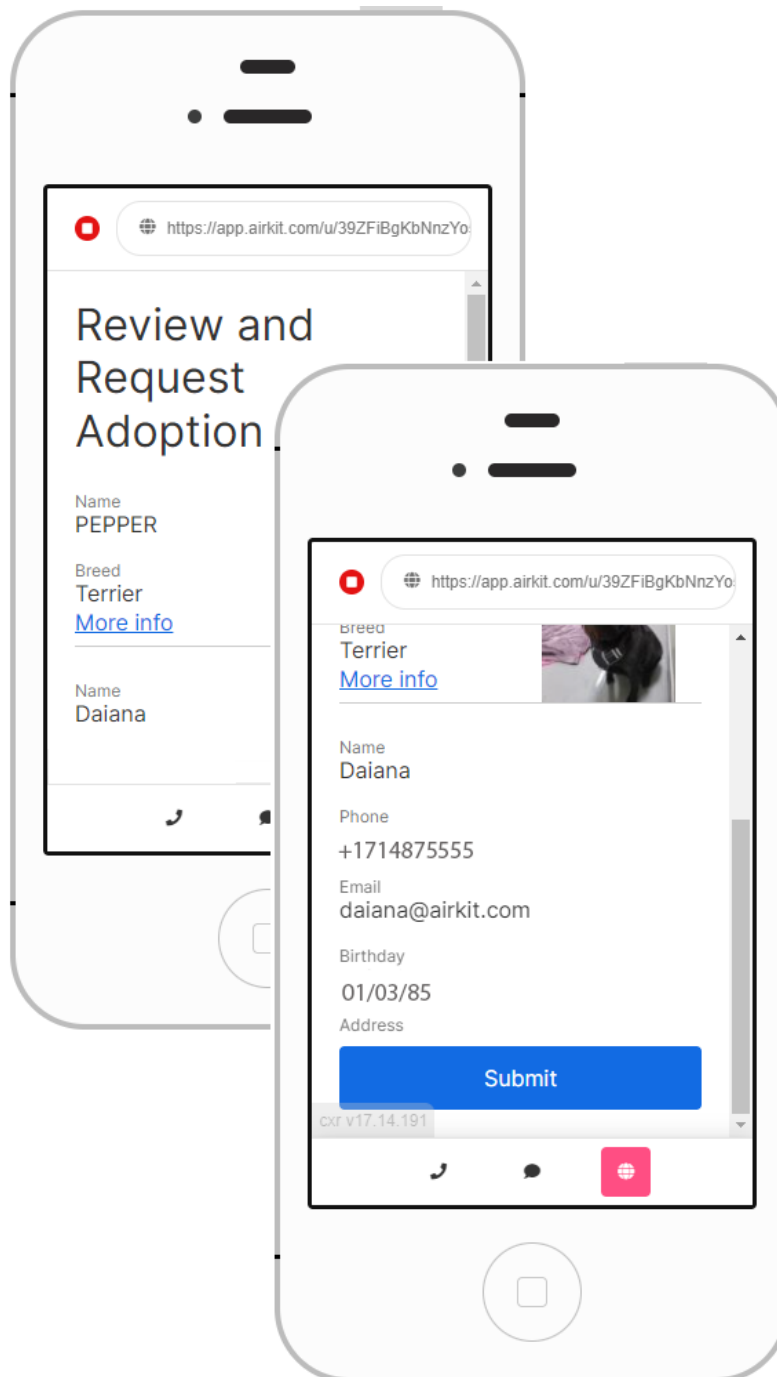 https://app.airkit.com/u/39ZFiBgKbNnzYo
Review and
Request
Adoption
Name
PEPPER
Breed
Terrier
More info
Name
Daiana
https://app.airkit.com/u/39ZFiBgKbNnzYo
Breed
Terrier
More info
Name
Daiana
Phone
+1714875555
Email
daiana@airkit.com
Birthday
01/03/85
Address
Submit
cxr v17.14.191